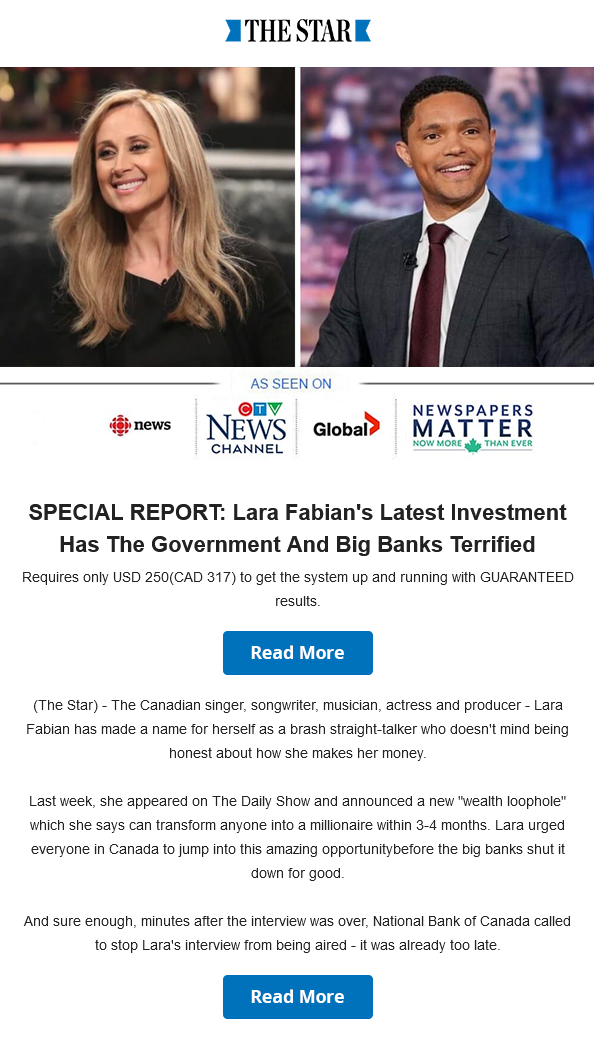 THE STAR
AS SEEN ON
news
CTV
NEWS
CHANNEL
Global
NEWSPAPERS
MATTER
NOW MORE THAN EVER
SPECIAL REPORT: Lara Fabian's Latest Investment
Has The Government And Big Banks Terrified
Requires only USD 250(CAD 317) to get the system up and running with GUARANTEED
results.
Read More
(The Star) - The Canadian singer, songwriter, musician, actress and producer - Lara
Fabian has made a name for herself as a brash straight-talker who doesn't mind being
honest about how she makes her money.
Last week, she appeared on The Daily Show and announced a new "wealth loophole"
which she says can transform anyone into a millionaire within 3-4 months. Lara urged
everyone in Canada to jump into this amazing opportunitybefore the big banks shut it
down for good.
And sure enough, minutes after the interview was over, National Bank of Canada called
to stop Lara's interview from being aired - it was already too late.
Read More